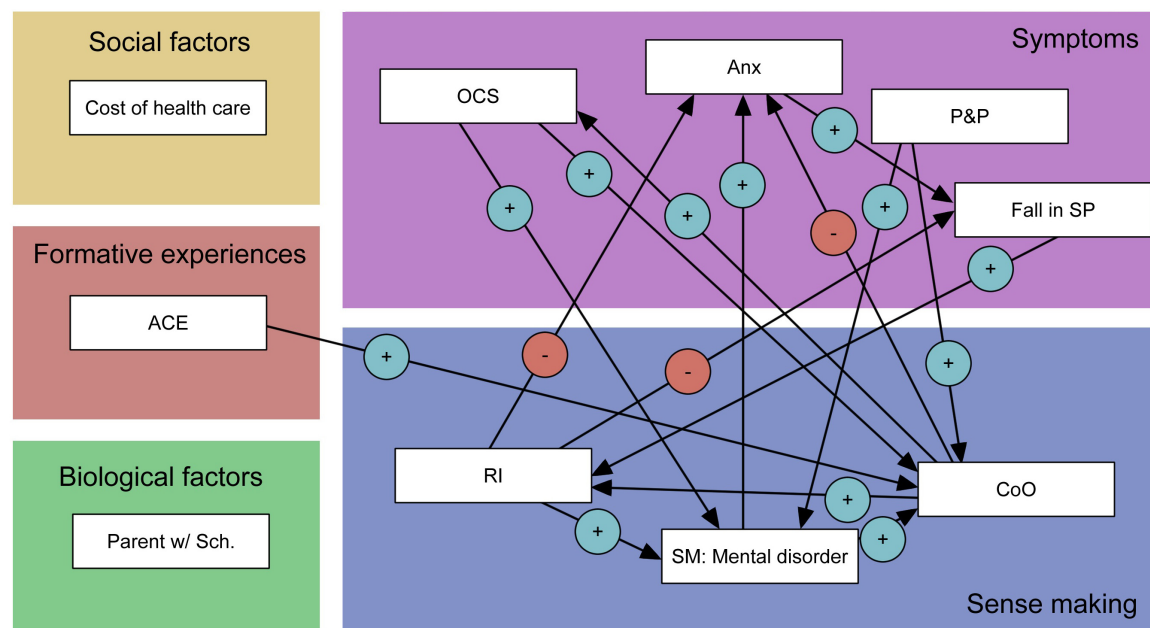 Social factors
Cost of health care
Formative experiences
ACE
Biological factors
Parent w/ Sch.
Symptoms
OCS
Anx
P&P
Fall in SP
+
+
+
+
+
+
-
+
+
-
-
+
RI
CoO
SM: Mental disorder
+
+
+
Sense making